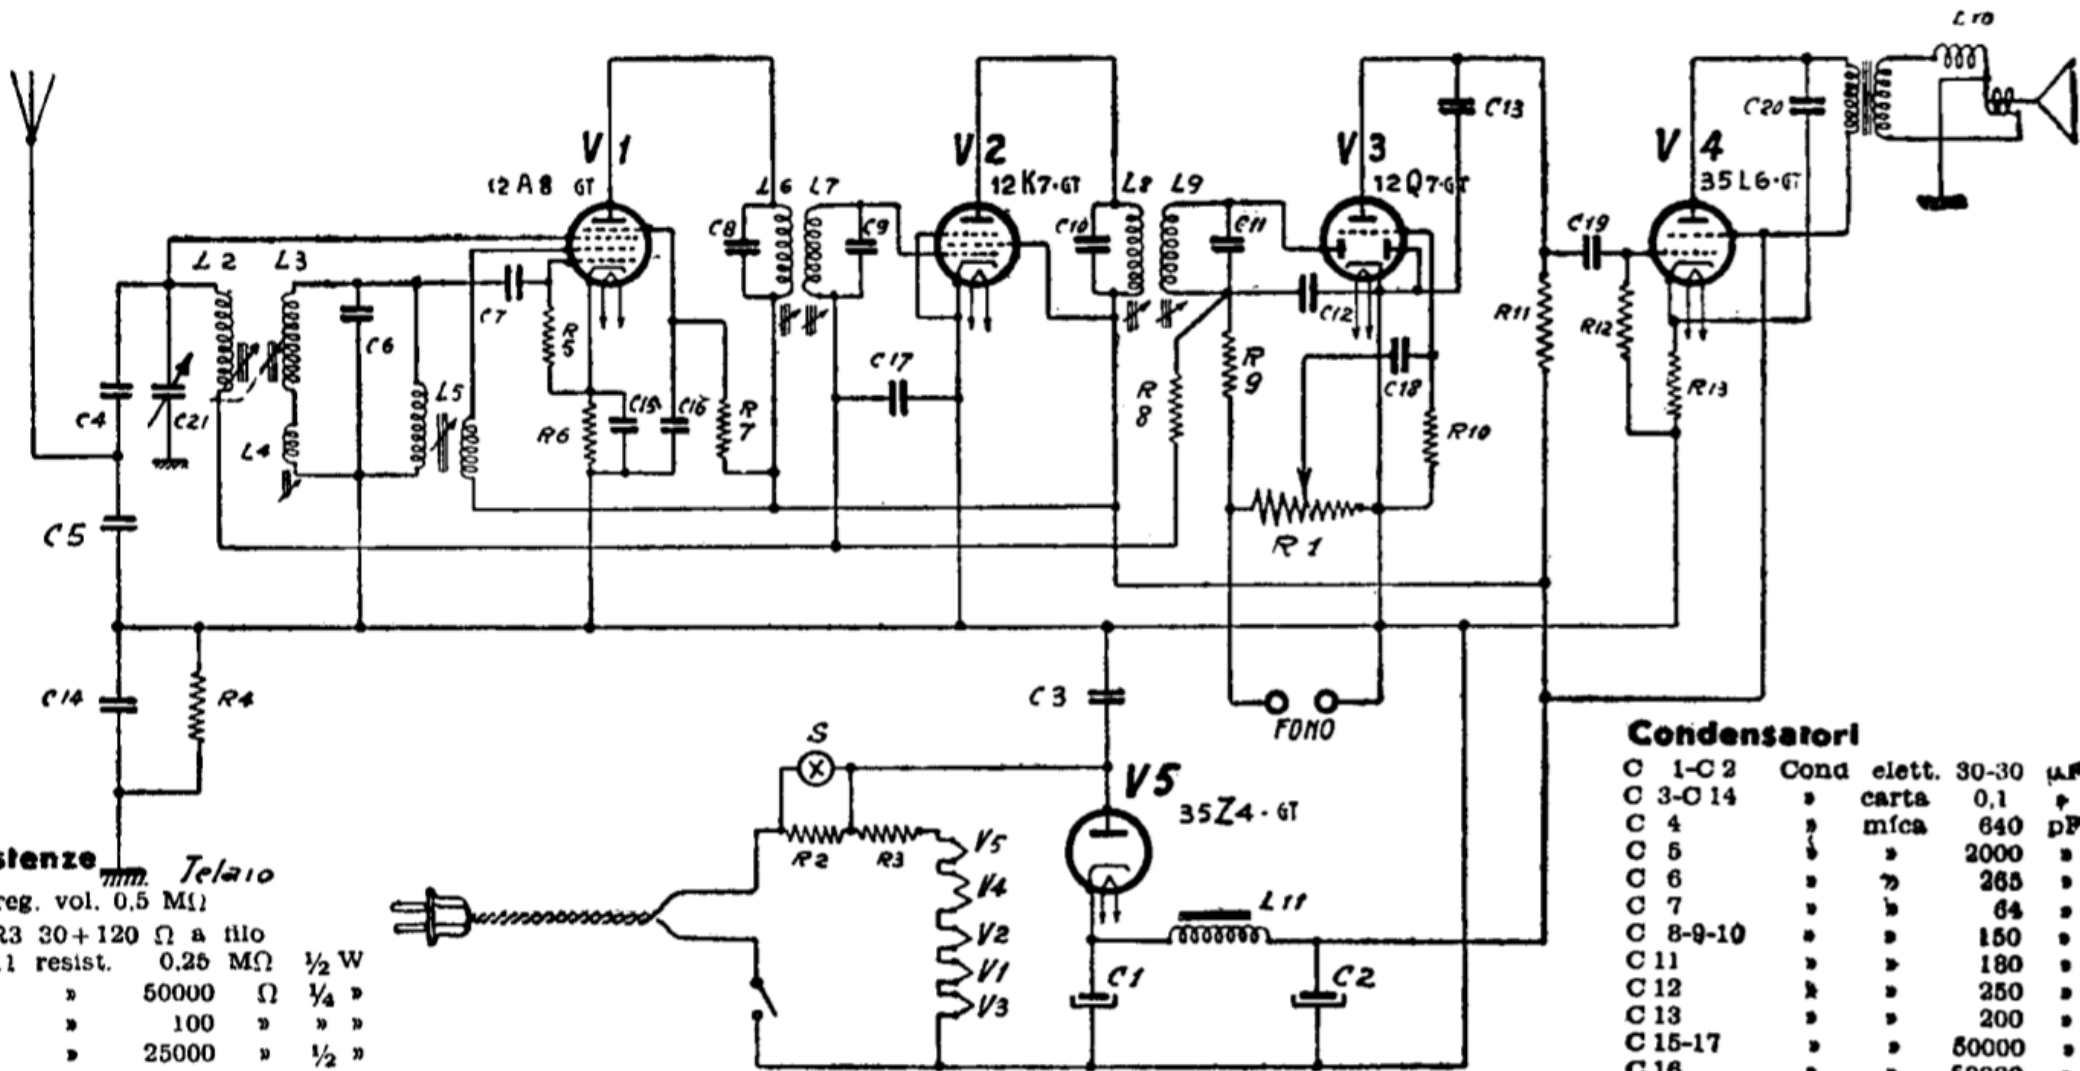 L10
V1
12A8 GT
V2
12K7-GT
V3
12Q7-GT
V4
35L6-GT
C13
C20
L6 L7
L8 L9
C8
C9
C10
C11
C19
L2 L3
C7
R5
C6
C12
R11
R12
C4
C21
L4
L5
R6
C15
C16
R7
C17
R8
R9
C18
R10
R13
R1
C5
C14
R4
C3
FONO
S
V5
35Z4-GT
R2
R3
V5
V4
V2
V1
V3
L11
C1
C2
Telaio
stenze
reg. vol. 0,5 MΩ
R3 30+120 Ω a filo
1 resist. 0.25 MΩ ½ W
» 50000 Ω ¼ »
» 100 » » »
» 25000 » ½ »
Condensatori
C 1-C 2 Cond elett. 30-30 µF
C 3-C 14 » carta 0,1 »
C 4 » mica 640 pF
C 5 » » 2000 »
C 6 » » 265 »
C 7 » » 64 »
C 8-9-10 » » 150 »
C 11 » » 180 »
C 12 » » 250 »
C 13 » » 200 »
C 15-17 » » 50000 »
C 16